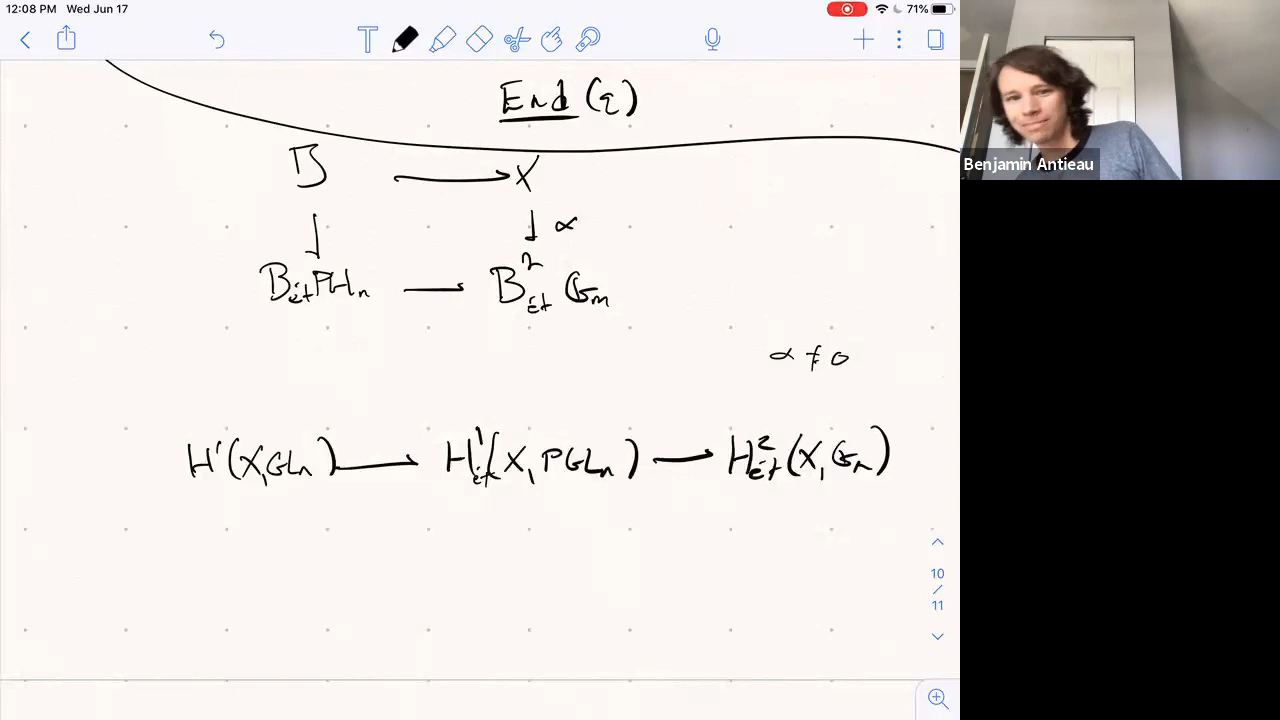 12:08 PM Wed Jun 17
71%
T
End (q)
B → X
↓ ↓ α
B_ét PGL_n — B²_ét G_m
α ≠ 0
H¹(X, GL_n) → H¹_ét(X, PGL_n) → H²_ét(X, G_m)
10
/
11
Benjamin Antieau